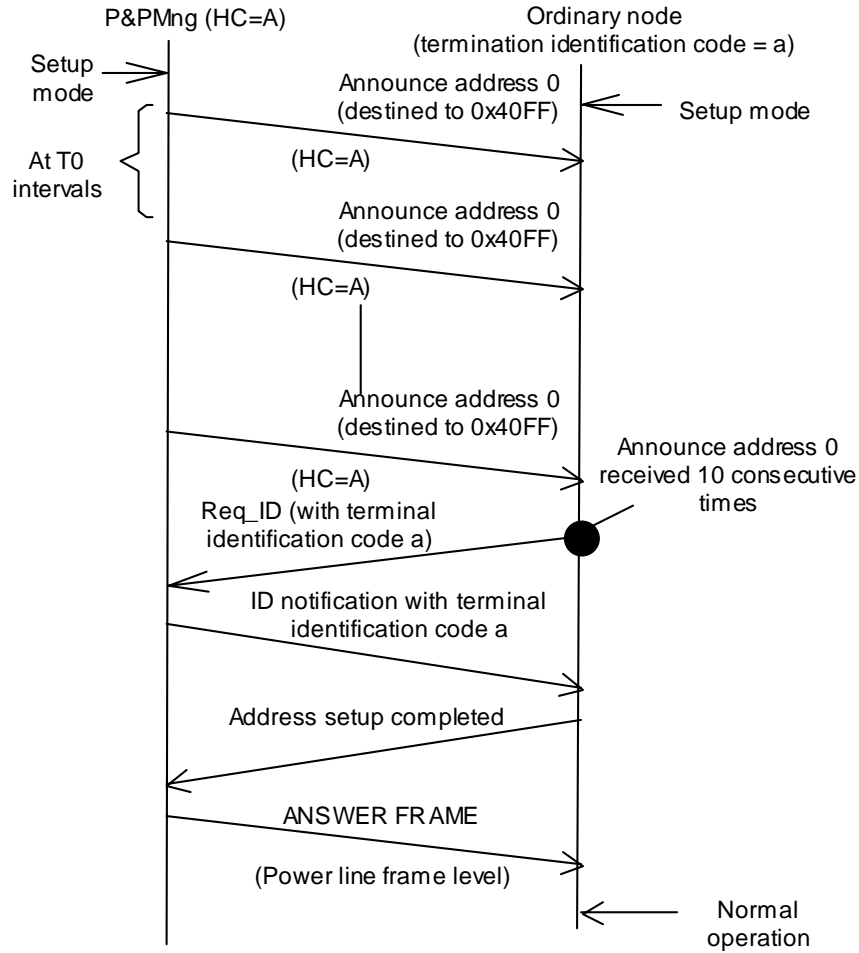 P&PMng (HC=A)
Ordinary node
(termination identification code = a)
Setup
mode
Announce address 0
(destined to 0x40FF)
Setup mode
At T0
intervals
(HC=A)
Announce address 0
(destined to 0x40FF)
(HC=A)
Announce address 0
(destined to 0x40FF)
Announce address 0
received 10 consecutive
times
(HC=A)
Req_ID (with terminal
identification code a)
ID notification with terminal
identification code a
Address setup completed
ANSWER FRAME
(Power line frame level)
Normal
operation